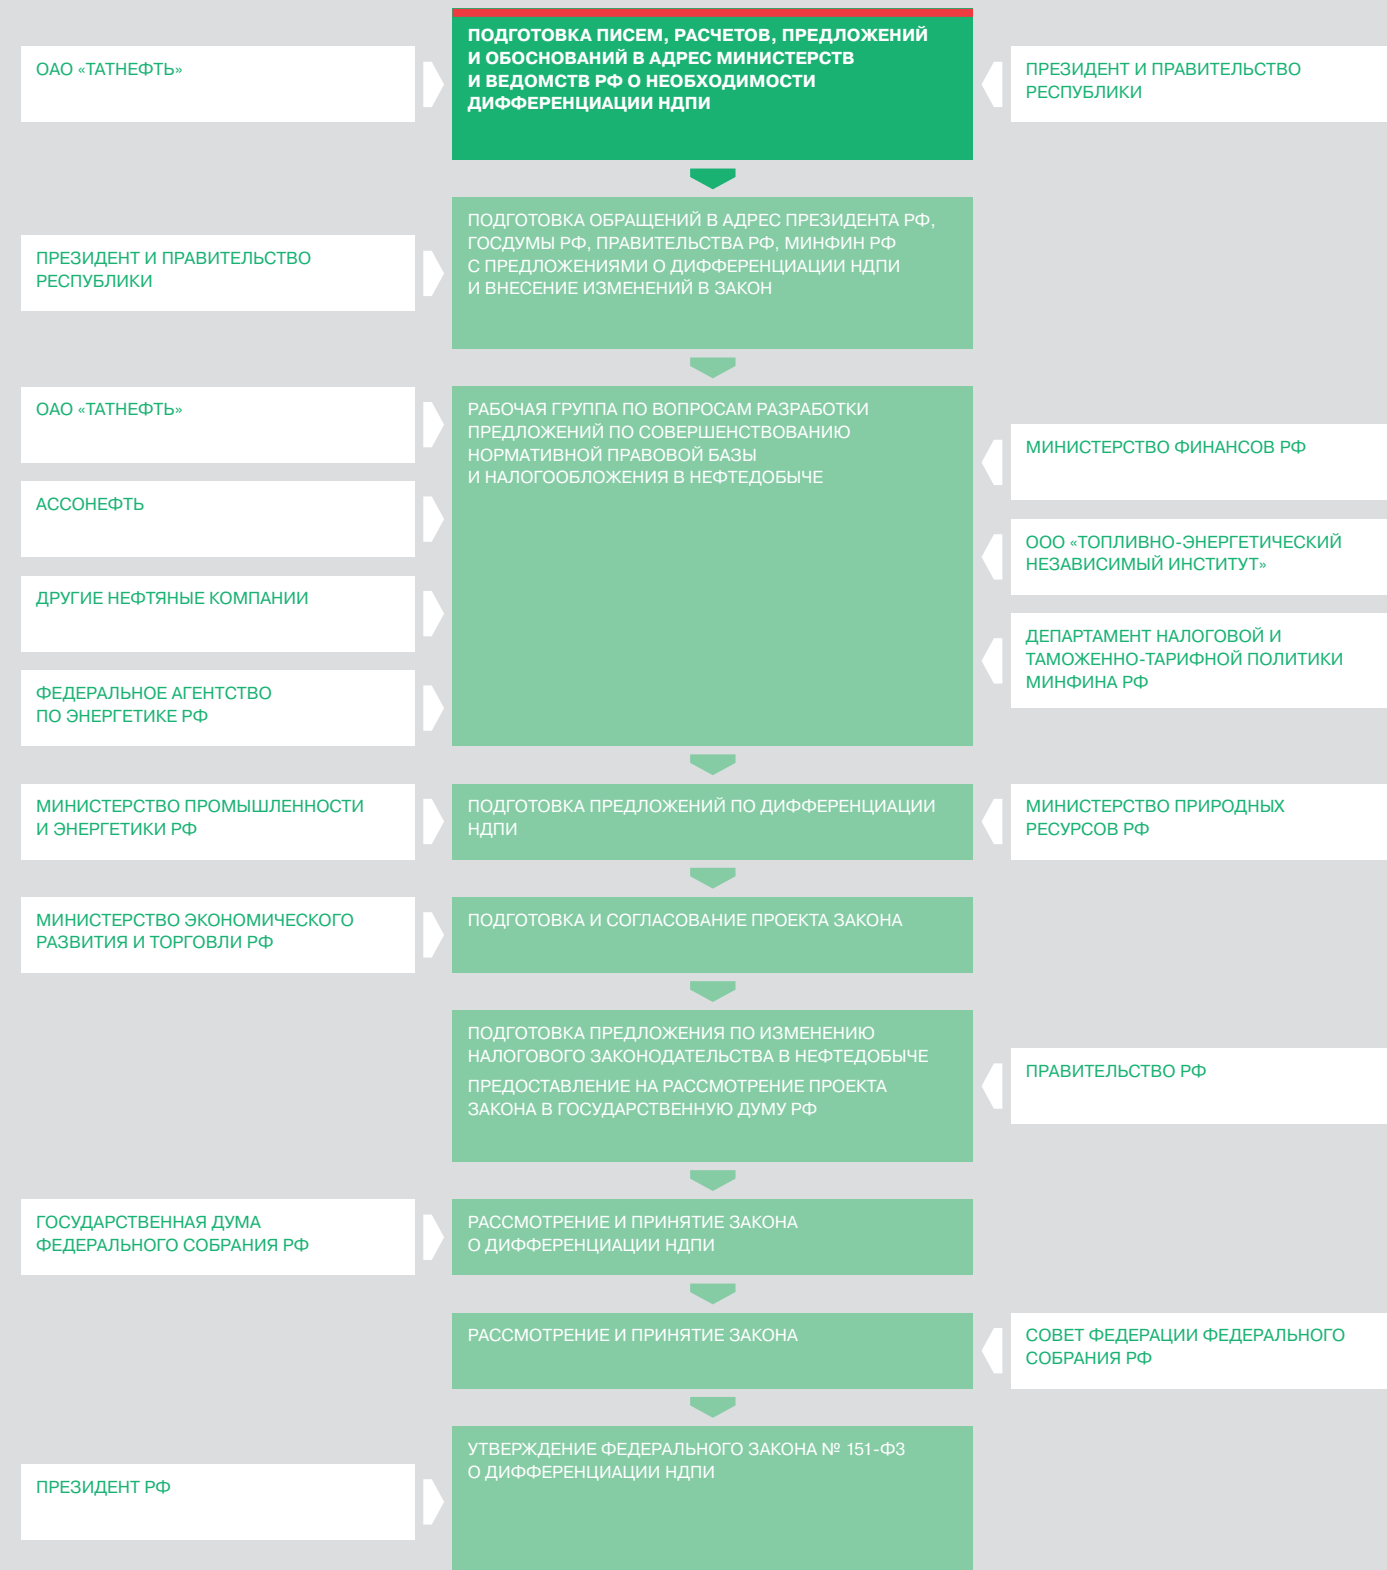 ПОДГОТОВКА ПИСЕМ, РАСЧЕТОВ, ПРЕДЛОЖЕНИЙ
И ОБОСНОВАНИЙ В АДРЕС МИНИСТЕРСТВ
И ВЕДОМСТВ РФ О НЕОБХОДИМОСТИ
ДИФФЕРЕНЦИАЦИИ НДПИ
ОАО «ТАТНЕФТЬ»
ПРЕЗИДЕНТ И ПРАВИТЕЛЬСТВО
РЕСПУБЛИКИ
ПОДГОТОВКА ОБРАЩЕНИЙ В АДРЕС ПРЕЗИДЕНТА РФ,
ГОСДУМЫ РФ, ПРАВИТЕЛЬСТВА РФ, МИНФИН РФ
С ПРЕДЛОЖЕНИЯМИ О ДИФФЕРЕНЦИАЦИИ НДПИ
И ВНЕСЕНИЕ ИЗМЕНЕНИЙ В ЗАКОН
ПРЕЗИДЕНТ И ПРАВИТЕЛЬСТВО
РЕСПУБЛИКИ
ОАО «ТАТНЕФТЬ»
АССОНЕФТЬ
ДРУГИЕ НЕФТЯНЫЕ КОМПАНИИ
ФЕДЕРАЛЬНОЕ АГЕНТСТВО
ПО ЭНЕРГЕТИКЕ РФ
РАБОЧАЯ ГРУППА ПО ВОПРОСАМ РАЗРАБОТКИ
ПРЕДЛОЖЕНИЙ ПО СОВЕРШЕНСТВОВАНИЮ
НОРМАТИВНОЙ ПРАВОВОЙ БАЗЫ
И НАЛОГООБЛОЖЕНИЯ В НЕФТЕДОБЫЧЕ
МИНИСТЕРСТВО ФИНАНСОВ РФ
ООО «ТОПЛИВНО-ЭНЕРГЕТИЧЕСКИЙ
НЕЗАВИСИМЫЙ ИНСТИТУТ»
ДЕПАРТАМЕНТ НАЛОГОВОЙ И
ТАМОЖЕННО-ТАРИФНОЙ ПОЛИТИКИ
МИНФИНА РФ
МИНИСТЕРСТВО ПРОМЫШЛЕННОСТИ
И ЭНЕРГЕТИКИ РФ
ПОДГОТОВКА ПРЕДЛОЖЕНИЙ ПО ДИФФЕРЕНЦИАЦИИ
НДПИ
МИНИСТЕРСТВО ПРИРОДНЫХ
РЕСУРСОВ РФ
МИНИСТЕРСТВО ЭКОНОМИЧЕСКОГО
РАЗВИТИЯ И ТОРГОВЛИ РФ
ПОДГОТОВКА И СОГЛАСОВАНИЕ ПРОЕКТА ЗАКОНА
ПОДГОТОВКА ПРЕДЛОЖЕНИЯ ПО ИЗМЕНЕНИЮ
НАЛОГОВОГО ЗАКОНОДАТЕЛЬСТВА В НЕФТЕДОБЫЧЕ
ПРЕДОСТАВЛЕНИЕ НА РАССМОТРЕНИЕ ПРОЕКТА
ЗАКОНА В ГОСУДАРСТВЕННУЮ ДУМУ РФ
ПРАВИТЕЛЬСТВО РФ
ГОСУДАРСТВЕННАЯ ДУМА
ФЕДЕРАЛЬНОГО СОБРАНИЯ РФ
РАССМОТРЕНИЕ И ПРИНЯТИЕ ЗАКОНА
О ДИФФЕРЕНЦИАЦИИ НДПИ
РАССМОТРЕНИЕ И ПРИНЯТИЕ ЗАКОНА
СОВЕТ ФЕДЕРАЦИИ ФЕДЕРАЛЬНОГО
СОБРАНИЯ РФ
УТВЕРЖДЕНИЕ ФЕДЕРАЛЬНОГО ЗАКОНА № 151-ФЗ
О ДИФФЕРЕНЦИАЦИИ НДПИ
ПРЕЗИДЕНТ РФ